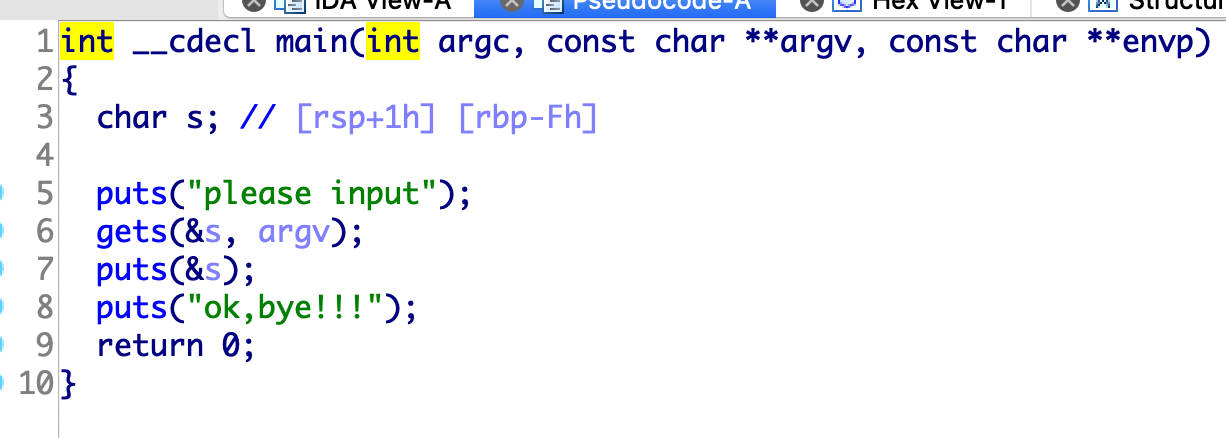 IDA View-A Pseudocode-A Hex View-1
1 int __cdecl main(int argc, const char **argv, const char **envp)
2 {
3 char s; // [rsp+1h] [rbp-Fh]
4
5 puts("please input");
6 gets(&s, argv);
7 puts(&s);
8 puts("ok,bye!!!");
9 return 0;
10 }